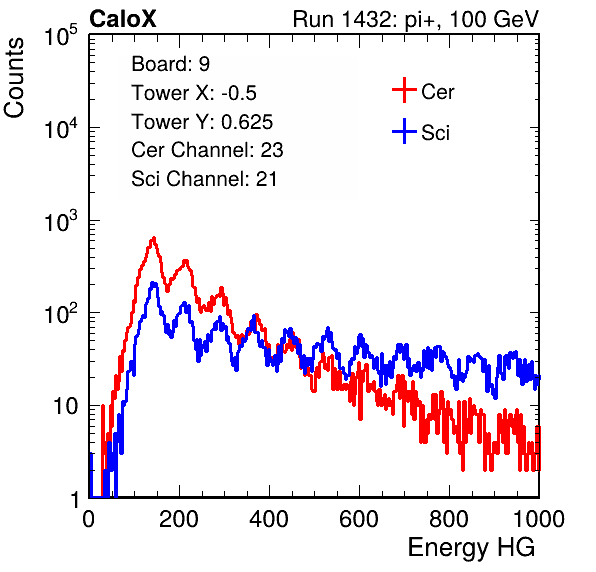 CaloX Run 1432: pi+, 100 GeV
Counts
10^5
10^4
10^3
10^2
10
1
Board: 9
Tower X: -0.5
Tower Y: 0.625
Cer Channel: 23
Sci Channel: 21
Cer
Sci
0 200 400 600 800 1000
Energy HG